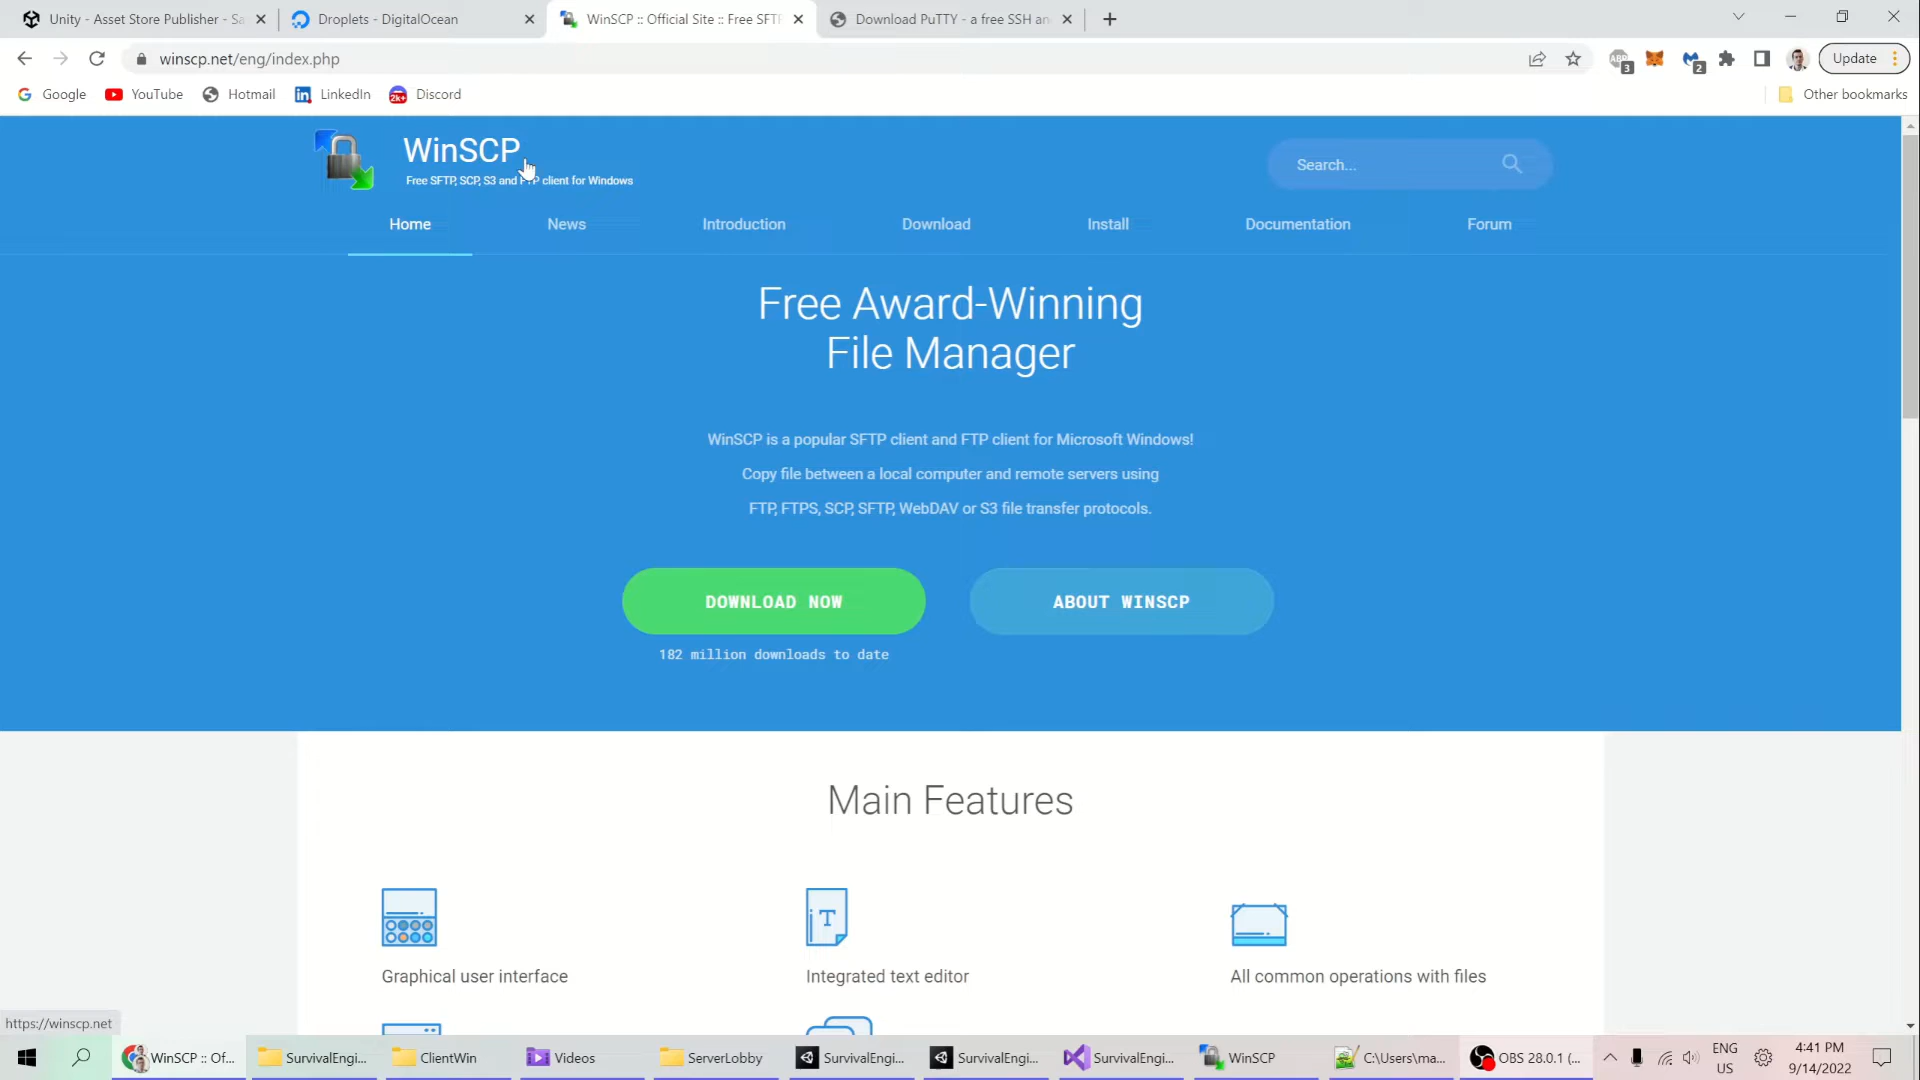 Unity - Asset Store Publisher - Sa
Droplets - DigitalOcean
WinSCP :: Official Site :: Free SFTP
Download PuTTY - a free SSH an
winscp.net/eng/index.php
3
2
Update
Google
YouTube
Hotmail
LinkedIn
2k+
Discord
Other bookmarks
WinSCP
Free SFTP, SCP, S3 and FTP client for Windows
Search...
Home
News
Introduction
Download
Install
Documentation
Forum
Free Award-Winning
File Manager
WinSCP is a popular SFTP client and FTP client for Microsoft Windows!
Copy file between a local computer and remote servers using
FTP, FTPS, SCP, SFTP, WebDAV or S3 file transfer protocols.
DOWNLOAD NOW
ABOUT WINSCP
182 million downloads to date
Main Features
T
Graphical user interface
Integrated text editor
All common operations with files
https://winscp.net
WinSCP :: Of...
SurvivalEngi...
ClientWin
Videos
ServerLobby
SurvivalEngi...
SurvivalEngi...
SurvivalEngi...
WinSCP
C:\Users\ma...
OBS 28.0.1 (...
ENG
US
4:41 PM
9/14/2022